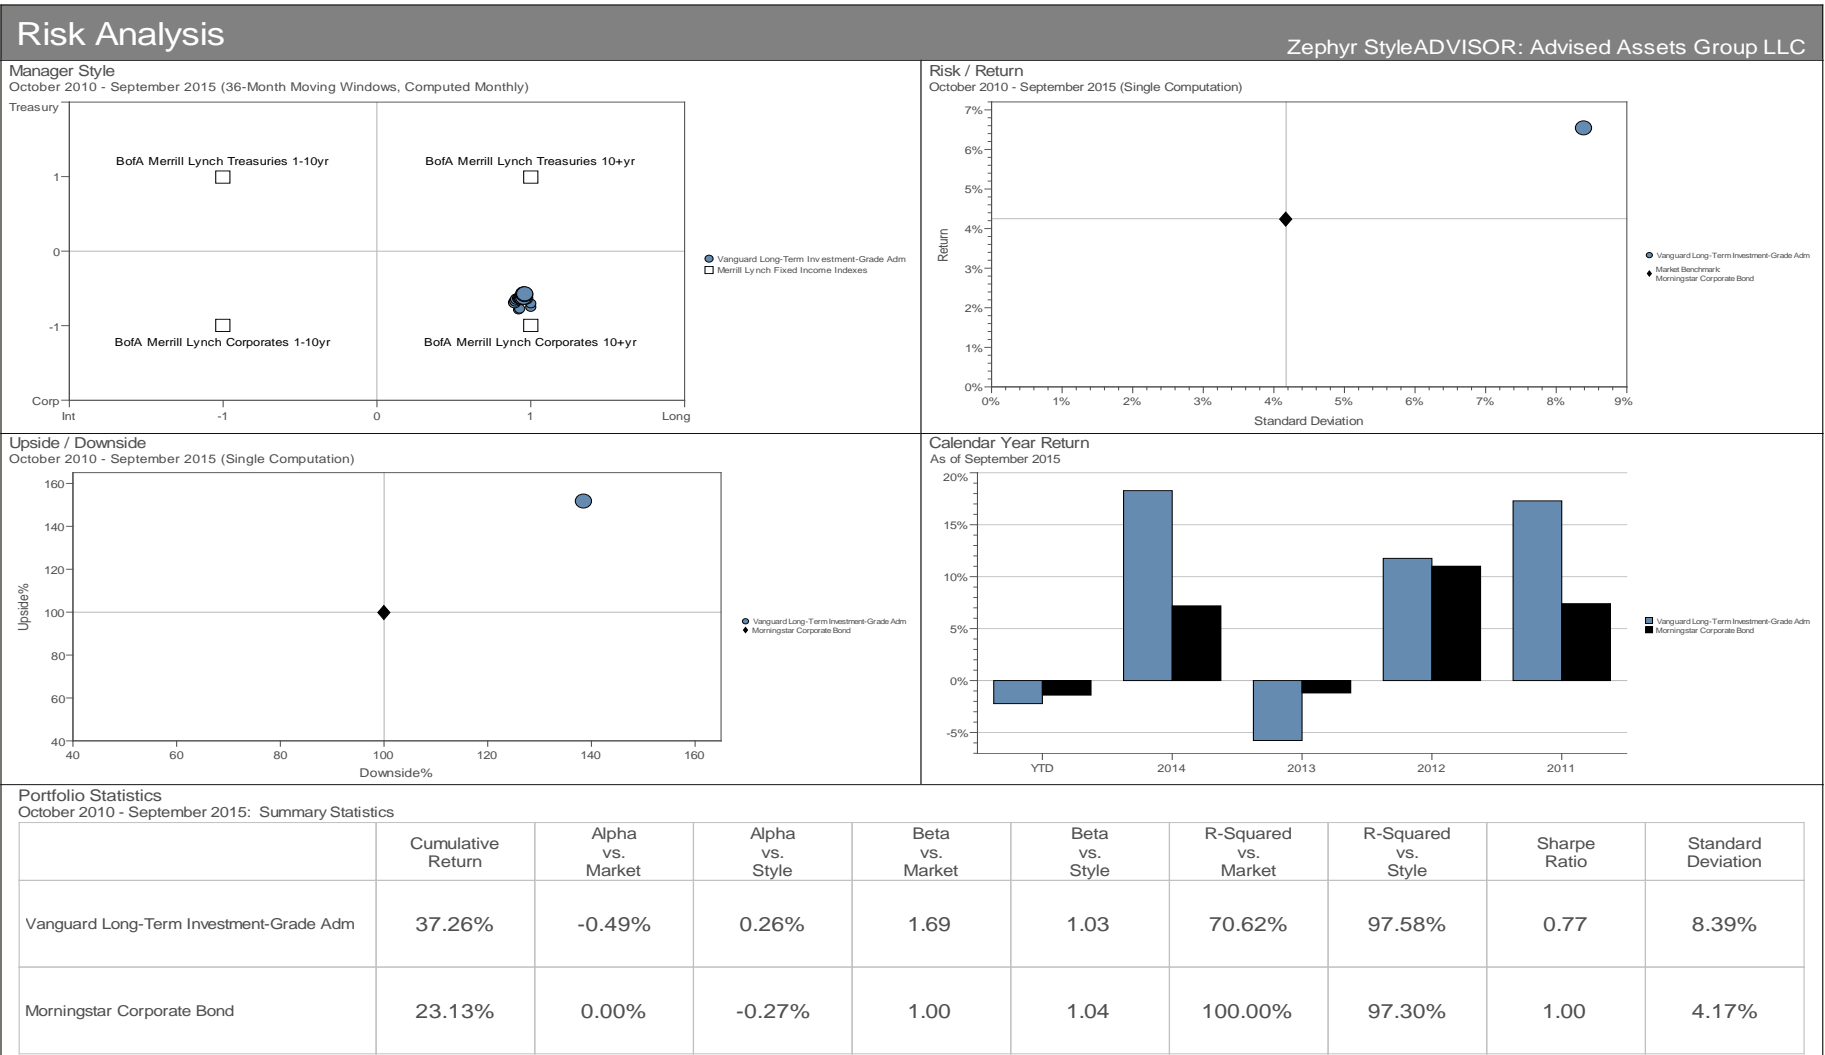 Risk Analysis
Zephyr StyleADVISOR: Advised Assets Group LLC
Manager Style
October 2010 - September 2015 (36-Month Moving Windows, Computed Monthly)
Treasury
1
0
-1
Corp
Int
-1
0
1
Long
BofA Merrill Lynch Treasuries 1-10yr
BofA Merrill Lynch Treasuries 10+yr
BofA Merrill Lynch Corporates 1-10yr
BofA Merrill Lynch Corporates 10+yr
Vanguard Long-Term Investment-Grade Adm
Merrill Lynch Fixed Income Indexes
Risk / Return
October 2010 - September 2015 (Single Computation)
Return
7%
6%
5%
4%
3%
2%
1%
0%
0%
1%
2%
3%
4%
5%
6%
7%
8%
9%
Standard Deviation
Vanguard Long-Term Investment-Grade Adm
Market Benchmark:
Morningstar Corporate Bond
Upside / Downside
October 2010 - September 2015 (Single Computation)
Upside%
160
140
120
100
80
60
40
40
60
80
100
120
140
160
Downside%
Vanguard Long-Term Investment-Grade Adm
Morningstar Corporate Bond
Calendar Year Return
As of September 2015
20%
15%
10%
5%
0%
-5%
YTD
2014
2013
2012
2011
Vanguard Long-Term Investment-Grade Adm
Morningstar Corporate Bond
Portfolio Statistics
October 2010 - September 2015: Summary Statistics
Cumulative
Return
Alpha
vs.
Market
Alpha
vs.
Style
Beta
vs.
Market
Beta
vs.
Style
R-Squared
vs.
Market
R-Squared
vs.
Style
Sharpe
Ratio
Standard
Deviation
Vanguard Long-Term Investment-Grade Adm 37.26% -0.49% 0.26% 1.69 1.03 70.62% 97.58% 0.77 8.39%
Morningstar Corporate Bond 23.13% 0.00% -0.27% 1.00 1.04 100.00% 97.30% 1.00 4.17%